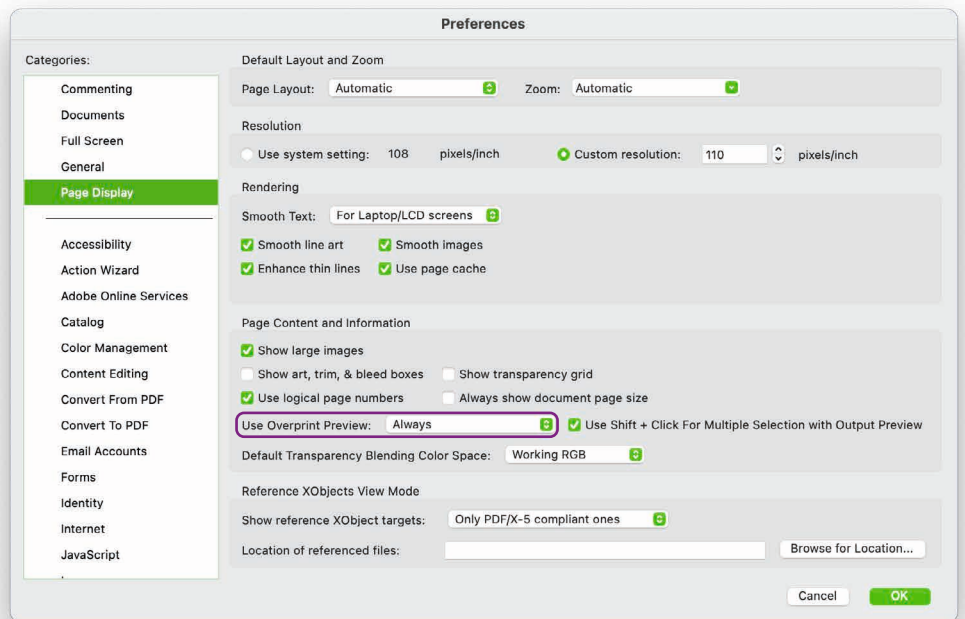 Preferences
Categories:
Commenting
Documents
Full Screen
General
Page Display
Accessibility
Action Wizard
Adobe Online Services
Catalog
Color Management
Content Editing
Convert From PDF
Convert To PDF
Email Accounts
Forms
Identity
Internet
JavaScript
Default Layout and Zoom
Page Layout: Automatic Zoom: Automatic
Resolution
Use system setting: 108 pixels/inch Custom resolution: 110 pixels/inch
Rendering
Smooth Text: For Laptop/LCD screens
Smooth line art Smooth images
Enhance thin lines Use page cache
Page Content and Information
Show large images
Show art, trim, & bleed boxes Show transparency grid
Use logical page numbers Always show document page size
Use Overprint Preview: Always Use Shift + Click For Multiple Selection with Output Preview
Default Transparency Blending Color Space: Working RGB
Reference XObjects View Mode
Show reference XObject targets: Only PDF/X-5 compliant ones
Location of referenced files: Browse for Location...
Cancel OK